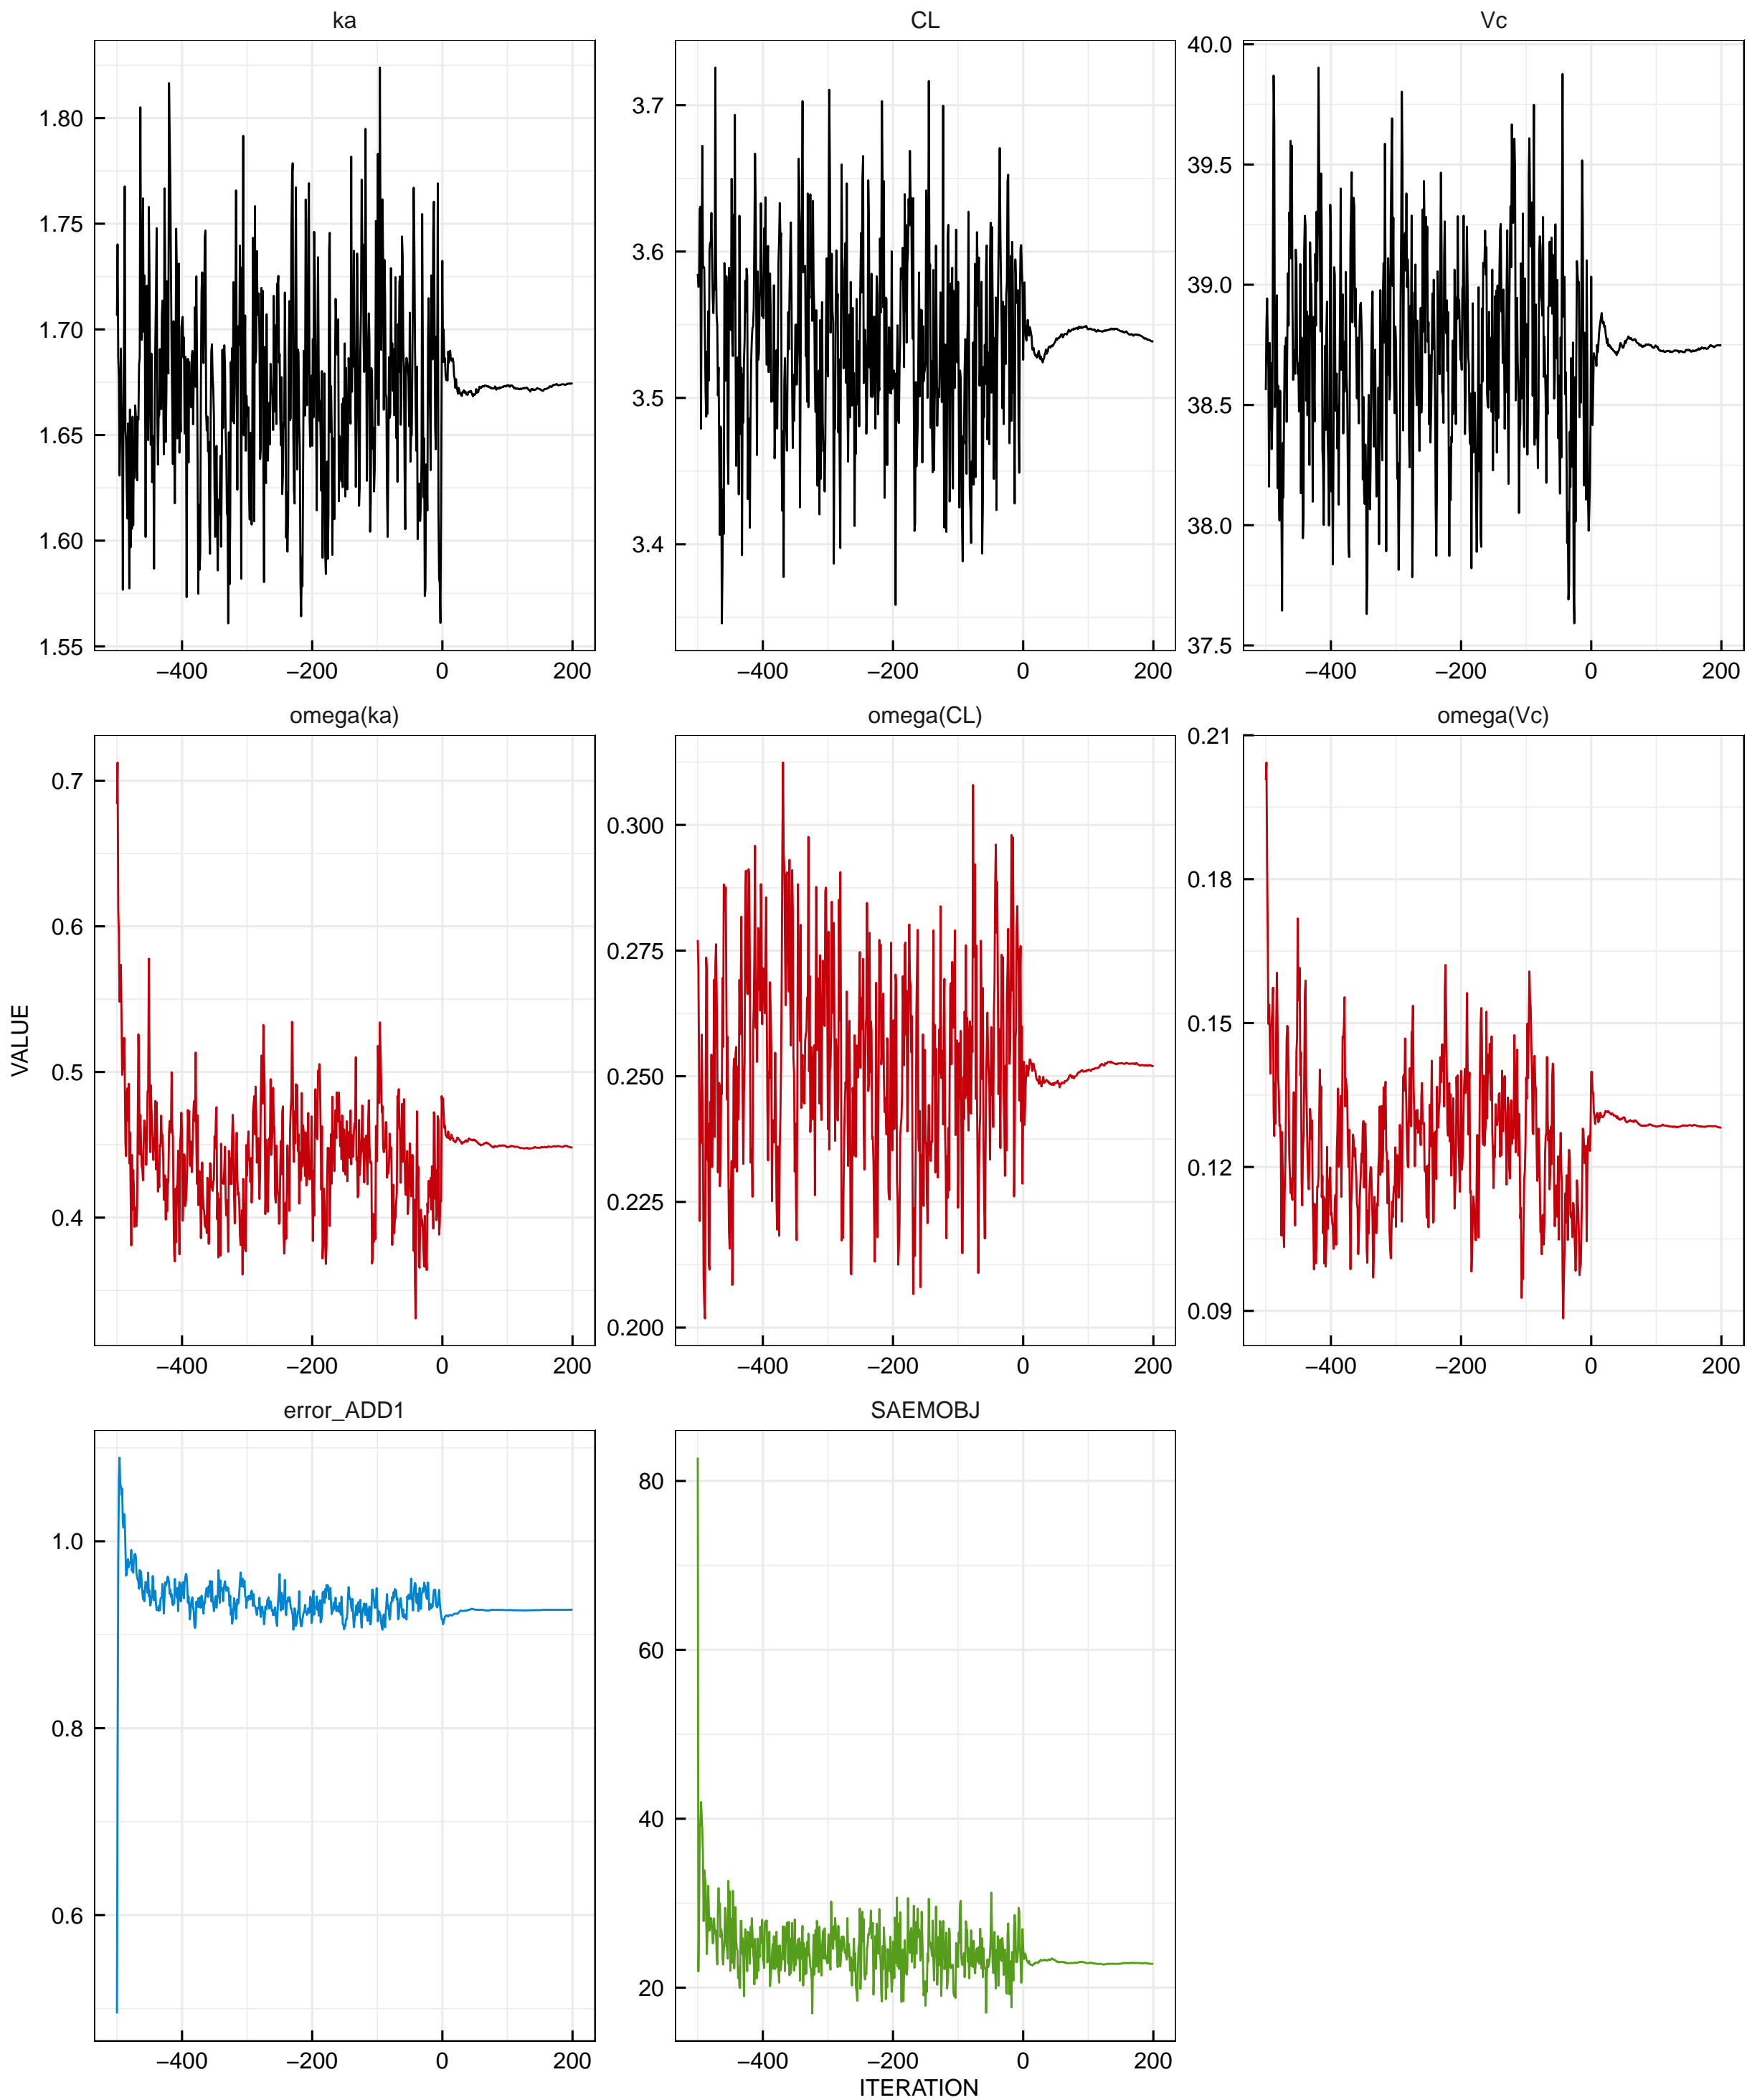 ka CL Vc
1.80 1.75 1.70 1.65 1.60 1.55
3.7 3.6 3.5 3.4
40.0 39.5 39.0 38.5 38.0 37.5
−400 −200 0 200 −400 −200 0 200 −400 −200 0 200
omega(ka) omega(CL) omega(Vc)
0.7 0.6 0.5 0.4
0.300 0.275 0.250 0.225 0.200
0.21 0.18 0.15 0.12 0.09
−400 −200 0 200 −400 −200 0 200 −400 −200 0 200
VALUE
error_ADD1 SAEMOBJ
1.0 0.8 0.6
80 60 40 20
−400 −200 0 200 −400 −200 0 200
ITERATION